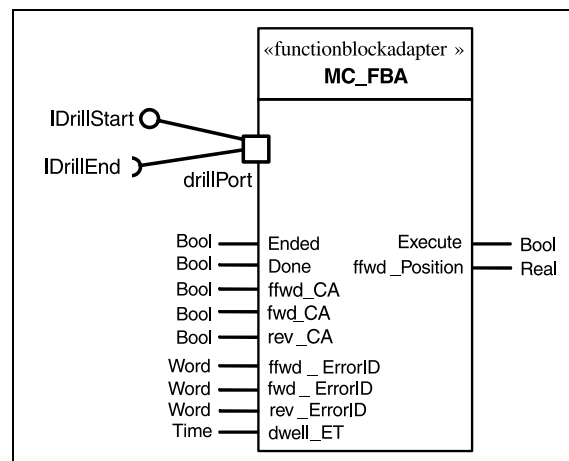 «functionblockadapter »
MC_FBA
IDrillStart
IDrillEnd
drillPort
Bool Ended Execute Bool
Bool Done ffwd _Position Real
Bool ffwd_CA
Bool fwd_CA
Bool rev _CA
Word ffwd _ ErrorID
Word fwd _ ErrorID
Word rev _ErrorID
Time dwell_ET